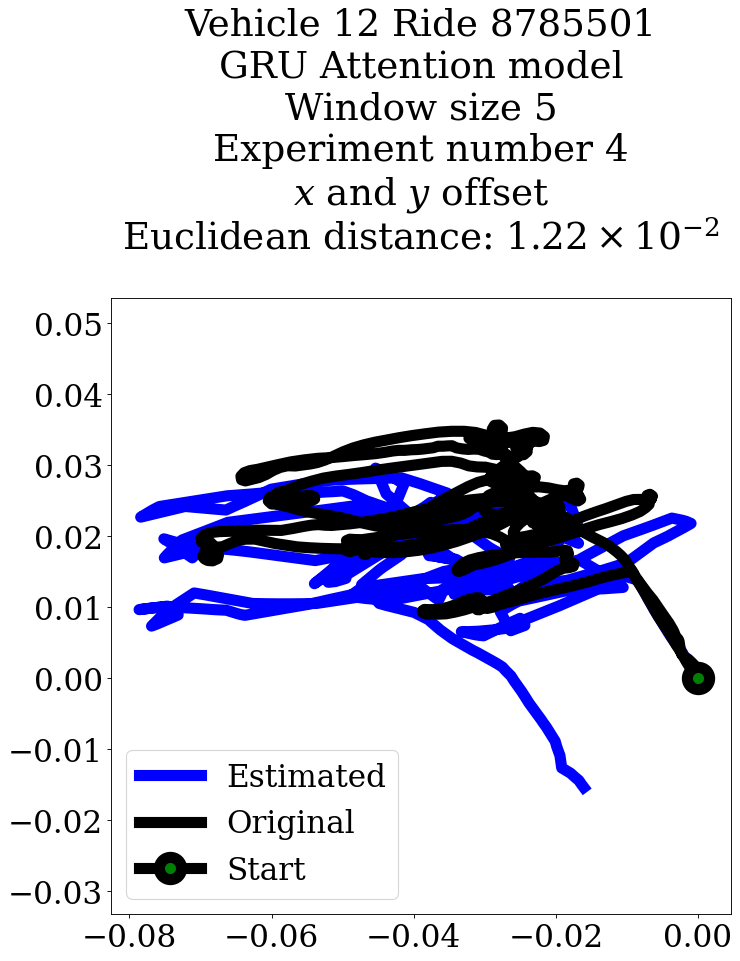 Vehicle 12 Ride 8785501
GRU Attention model
Window size 5
Experiment number 4
x and y offset
Euclidean distance: 1.22 × 10⁻²
0.05
0.04
0.03
0.02
0.01
0.00
−0.01
−0.02
−0.03
Estimated
Original
Start
−0.08 −0.06 −0.04 −0.02 0.00